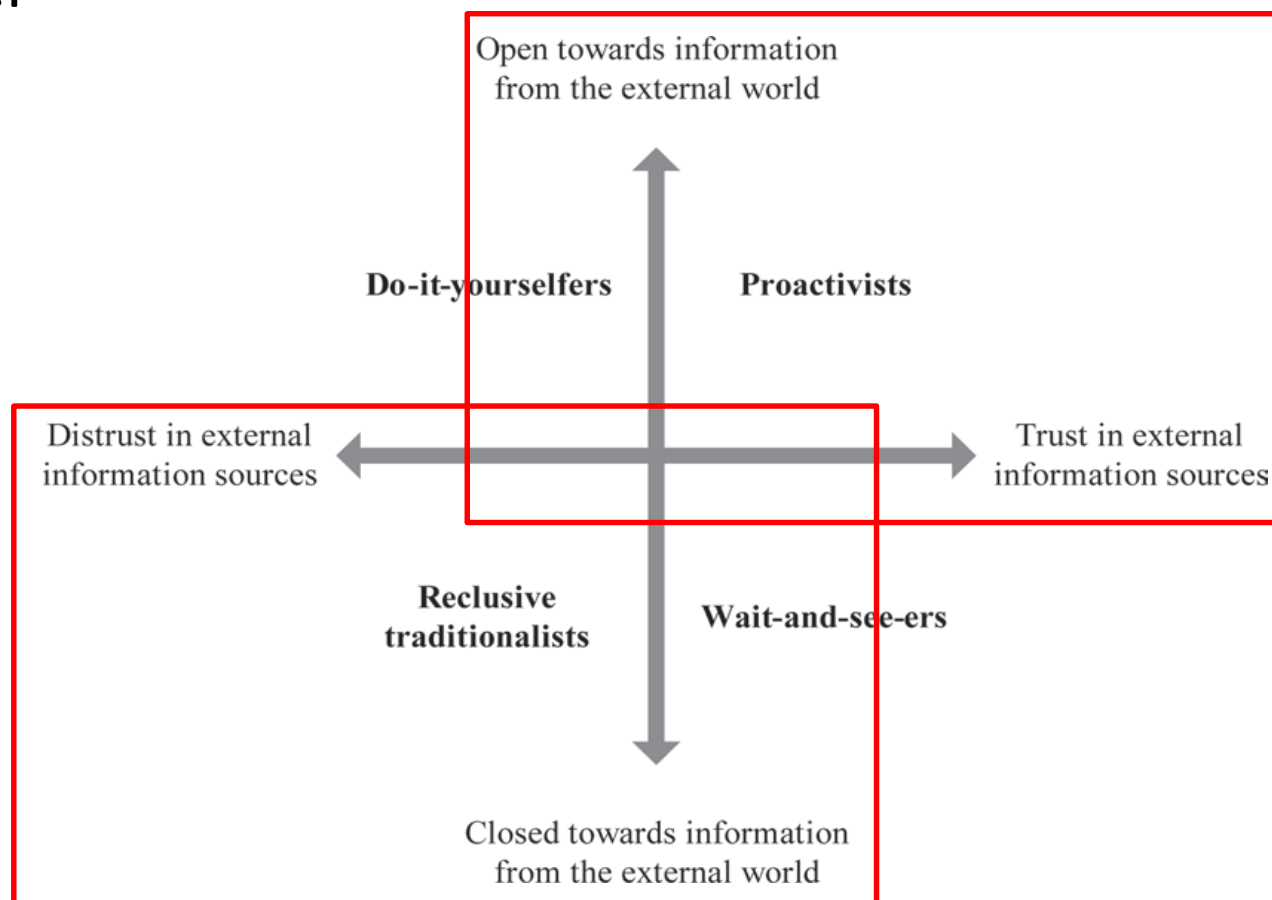 Open towards information
from the external world
Do-it-yourselfers
Proactivists
Distrust in external
information sources
Trust in external
information sources
Reclusive
traditionalists
Wait-and-see-ers
Closed towards information
from the external world